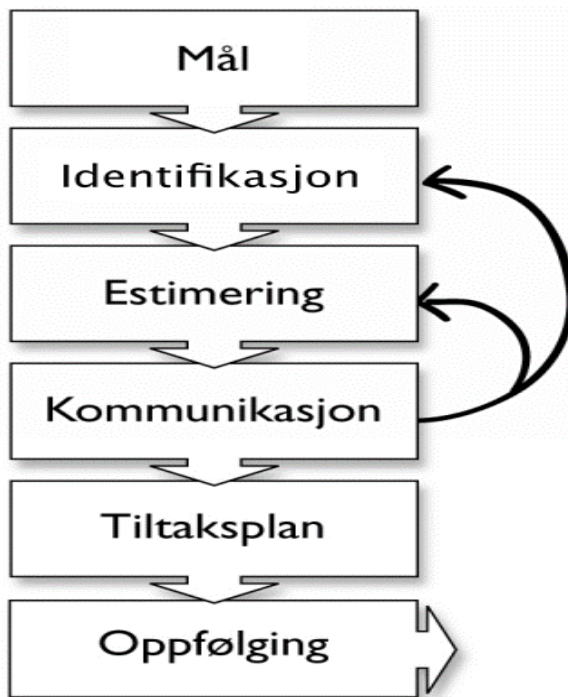 Mål
Identifikasjon
Estimering
Kommunikasjon
Tiltaksplan
Oppfølging